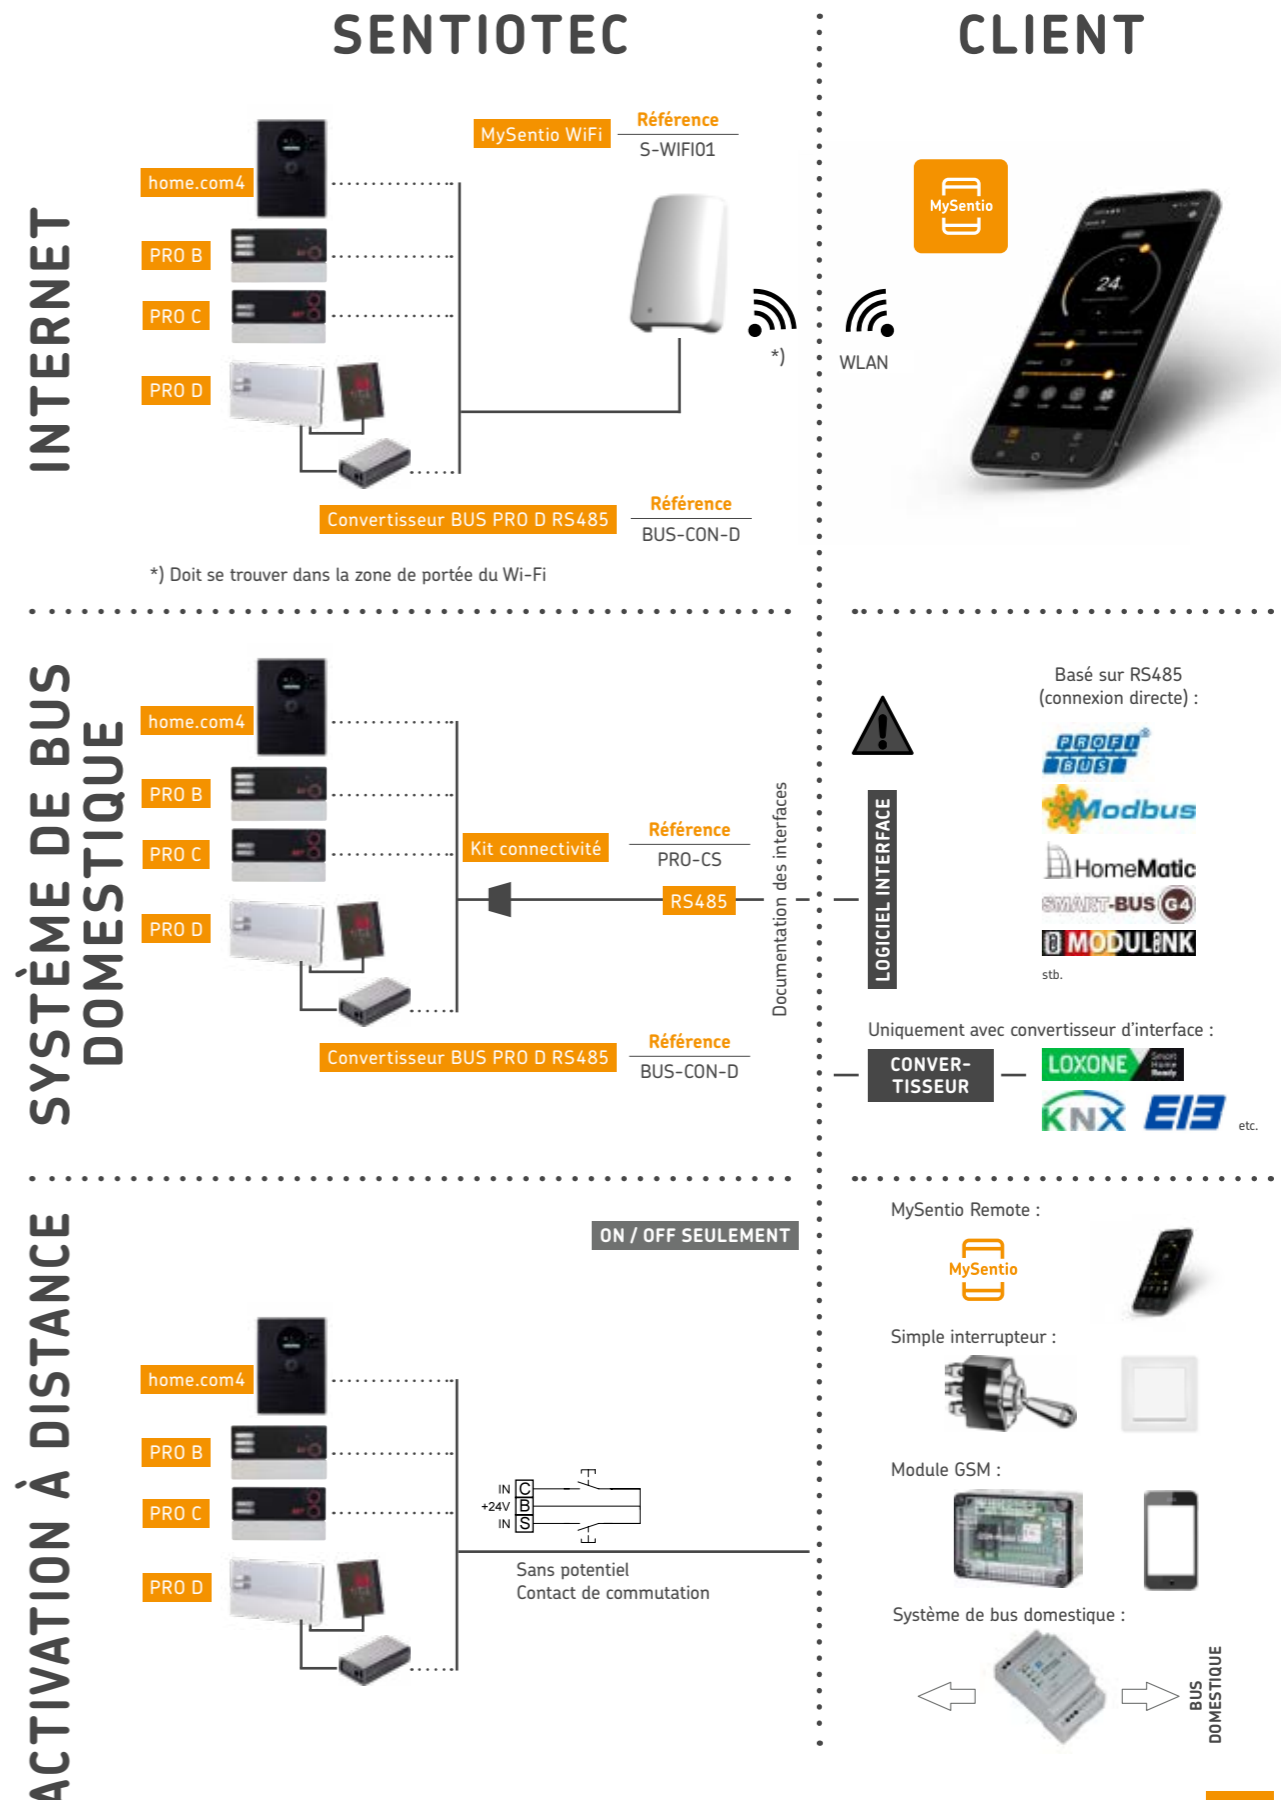 SENTIOTEC
CLIENT
INTERNET
MySentio WiFi
Référence
S-WIFI01
home.com4
PRO B
PRO C
PRO D
*)
WLAN
MySentio
24
Convertisseur BUS PRO D RS485
Référence
BUS-CON-D
*) Doit se trouver dans la zone de portée du Wi-Fi
SYSTÈME DE BUS
DOMESTIQUE
home.com4
PRO B
PRO C
PRO D
Kit connectivité
Référence
PRO-CS
RS485
Documentation des interfaces
Convertisseur BUS PRO D RS485
Référence
BUS-CON-D
LOGICIEL INTERFACE
Basé sur RS485
(connexion directe) :
PROFI®
BUS
Modbus
HomeMatic
SMART-BUS G4
MODULINK
stb.
Uniquement avec convertisseur d'interface :
CONVER-
TISSEUR
LOXONE Smart
Home
Ready
KNX EIB etc.
ACTIVATION À DISTANCE
ON / OFF SEULEMENT
home.com4
PRO B
PRO C
PRO D
IN C
+24V B
IN S
Sans potentiel
Contact de commutation
MySentio Remote :
MySentio
Simple interrupteur :
Module GSM :
Système de bus domestique :
BUS
DOMESTIQUE